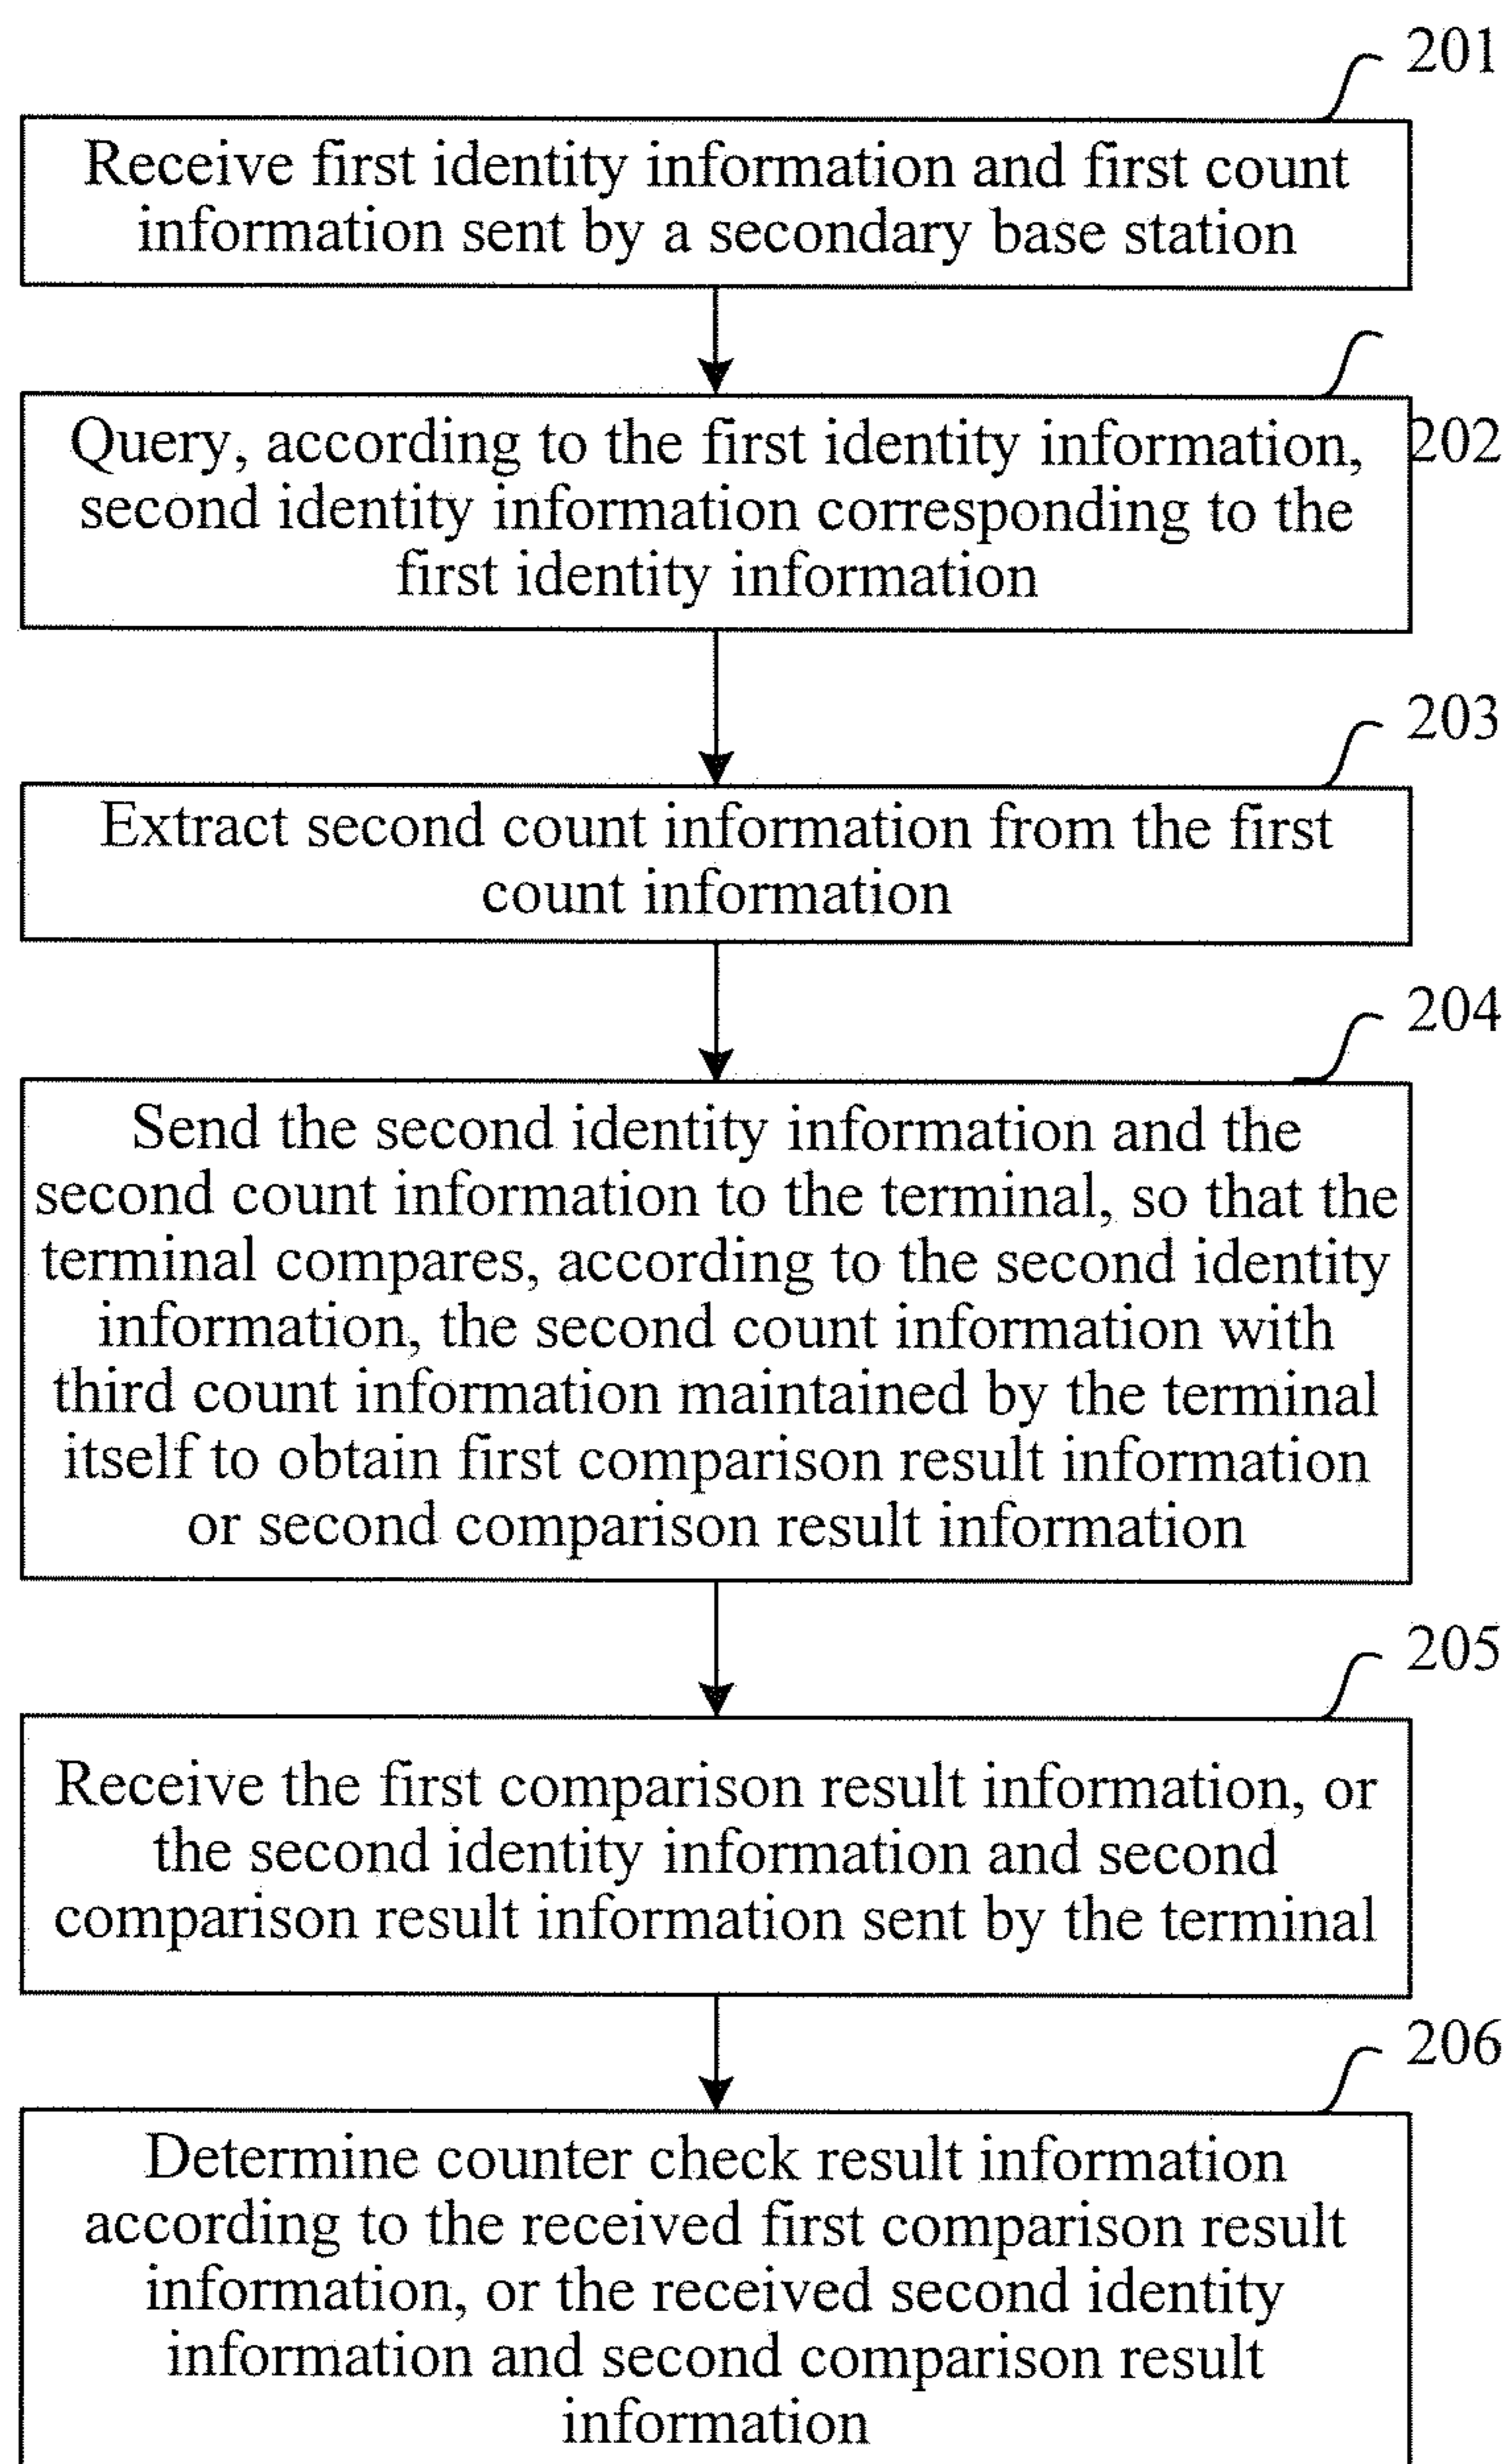 201
Receive first identity information and first count
information sent by a secondary base station
202
Query, according to the first identity information,
second identity information corresponding to the
first identity information
203
Extract second count information from the first
count information
204
Send the second identity information and the
second count information to the terminal, so that the
terminal compares, according to the second identity
information, the second count information with
third count information maintained by the terminal
itself to obtain first comparison result information
or second comparison result information
205
Receive the first comparison result information, or
the second identity information and second
comparison result information sent by the terminal
206
Determine counter check result information
according to the received first comparison result
information, or the received second identity
information and second comparison result
information